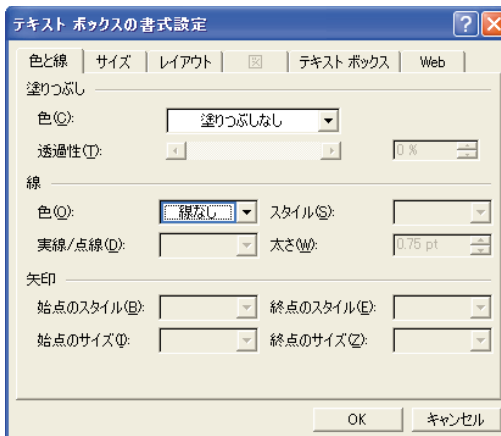 テキスト ボックスの書式設定
色と線 サイズ レイアウト 図 テキスト ボックス Web
塗りつぶし
色(C): 塗りつぶしなし
透過性(T): 0 %
線
色(O): 線なし スタイル(S):
実線/点線(D): 太さ(W): 0.75 pt
矢印
始点のスタイル(B): 終点のスタイル(E):
始点のサイズ(I): 終点のサイズ(Z):
OK キャンセル